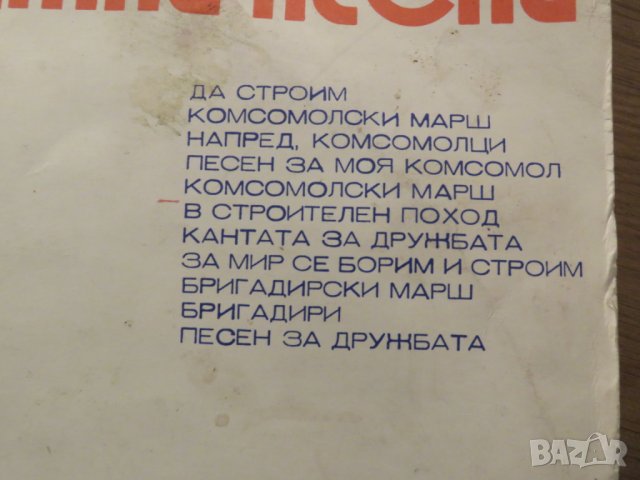 ДА СТРОИМ
КОМСОМОЛСКИ МАРШ
НАПРЕД, КОМСОМОЛЦИ
ПЕСЕН ЗА МОЯ КОМСОМОЛ
КОМСОМОЛСКИ МАРШ
В СТРОИТЕЛЕН ПОХОД
КАНТАТА ЗА ДРУЖБАТА
ЗА МИР СЕ БОРИМ И СТРОИМ
БРИГАДИРСКИ МАРШ
БРИГАДИРИ
ПЕСЕН ЗА ДРУЖБАТА
BAZAR